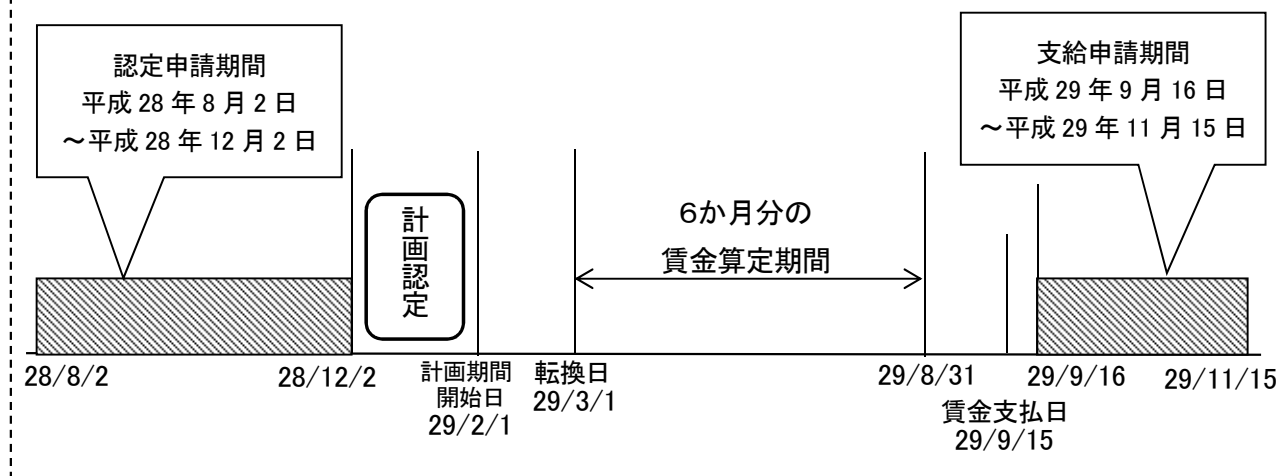 認定申請期間
平成 28 年 8 月 2 日
～平成 28 年 12 月 2 日
支給申請期間
平成 29 年 9 月 16 日
～平成 29 年 11 月 15 日
計画認定
6か月分の
賃金算定期間
28/8/2
28/12/2
計画期間
開始日
29/2/1
転換日
29/3/1
29/8/31
賃金支払日
29/9/15
29/9/16
29/11/15